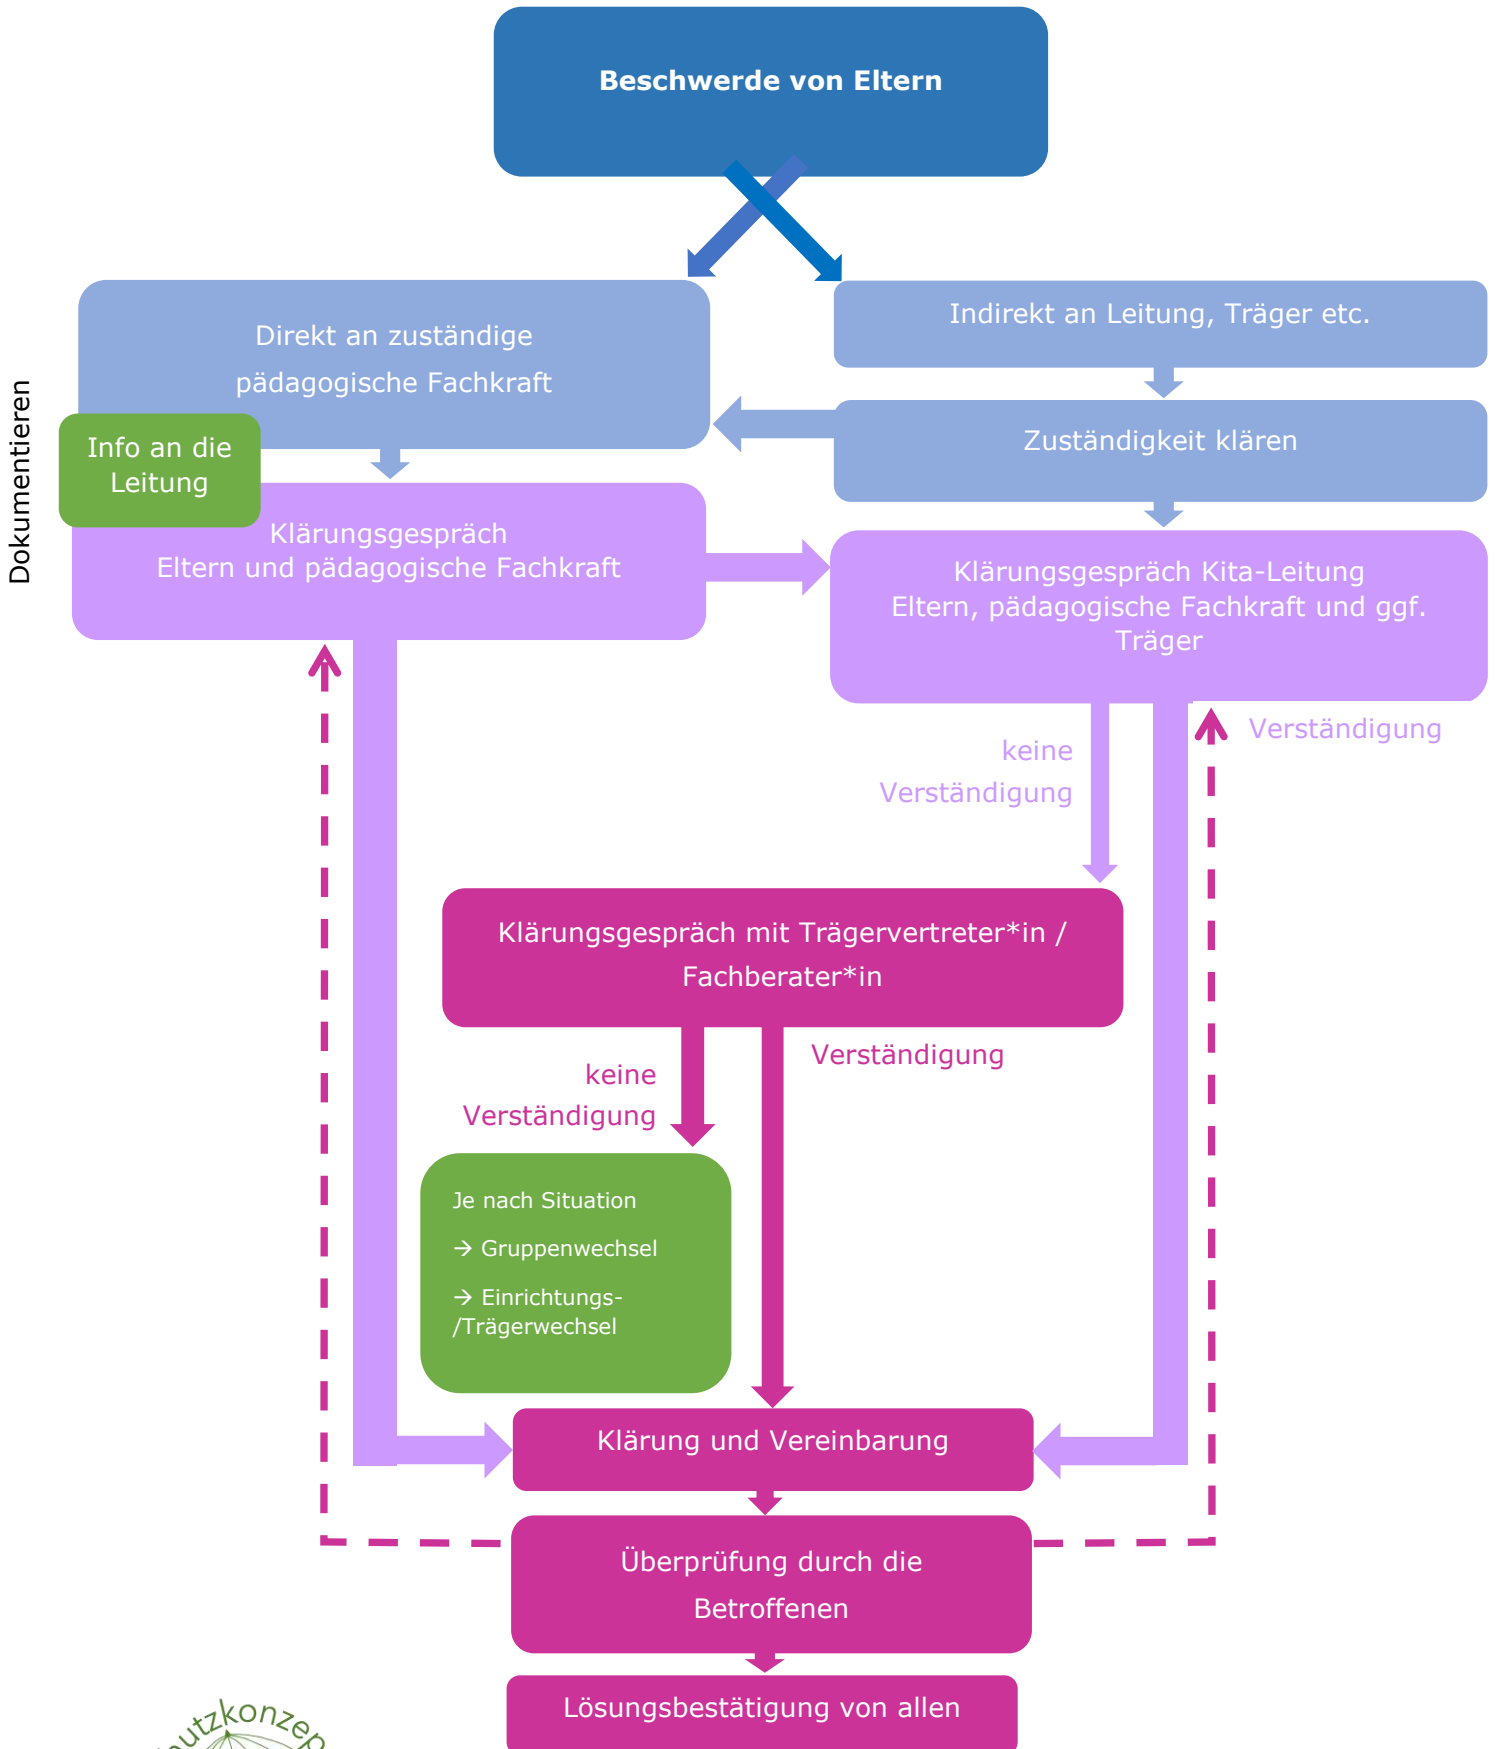 Beschwerde von Eltern
Direkt an zuständige
pädagogische Fachkraft
Indirekt an Leitung, Träger etc.
Dokumentieren
Info an die
Leitung
Zuständigkeit klären
Klärungsgespräch
Eltern und pädagogische Fachkraft
Klärungsgespräch Kita-Leitung
Eltern, pädagogische Fachkraft und ggf.
Träger
Verständigung
keine
Verständigung
Klärungsgespräch mit Trägervertreter*in /
Fachberater*in
Verständigung
keine
Verständigung
Je nach Situation
→ Gruppenwechsel
→ Einrichtungs-
/Trägerwechsel
Klärung und Vereinbarung
Überprüfung durch die
Betroffenen
Lösungsbestätigung von allen